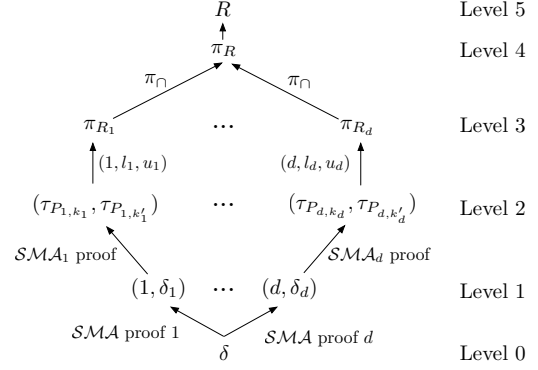 R Level 5
π_R Level 4
π_∩ π_∩
π_{R_1} ... π_{R_d} Level 3
(1, l_1, u_1) (d, l_d, u_d)
(τ_{P_{1,k_1}}, τ_{P_{1,k'_1}}) ... (τ_{P_{d,k_d}}, τ_{P_{d,k'_d}}) Level 2
SMA_1 proof SMA_d proof
(1, δ_1) ... (d, δ_d) Level 1
SMA proof 1 SMA proof d
δ Level 0